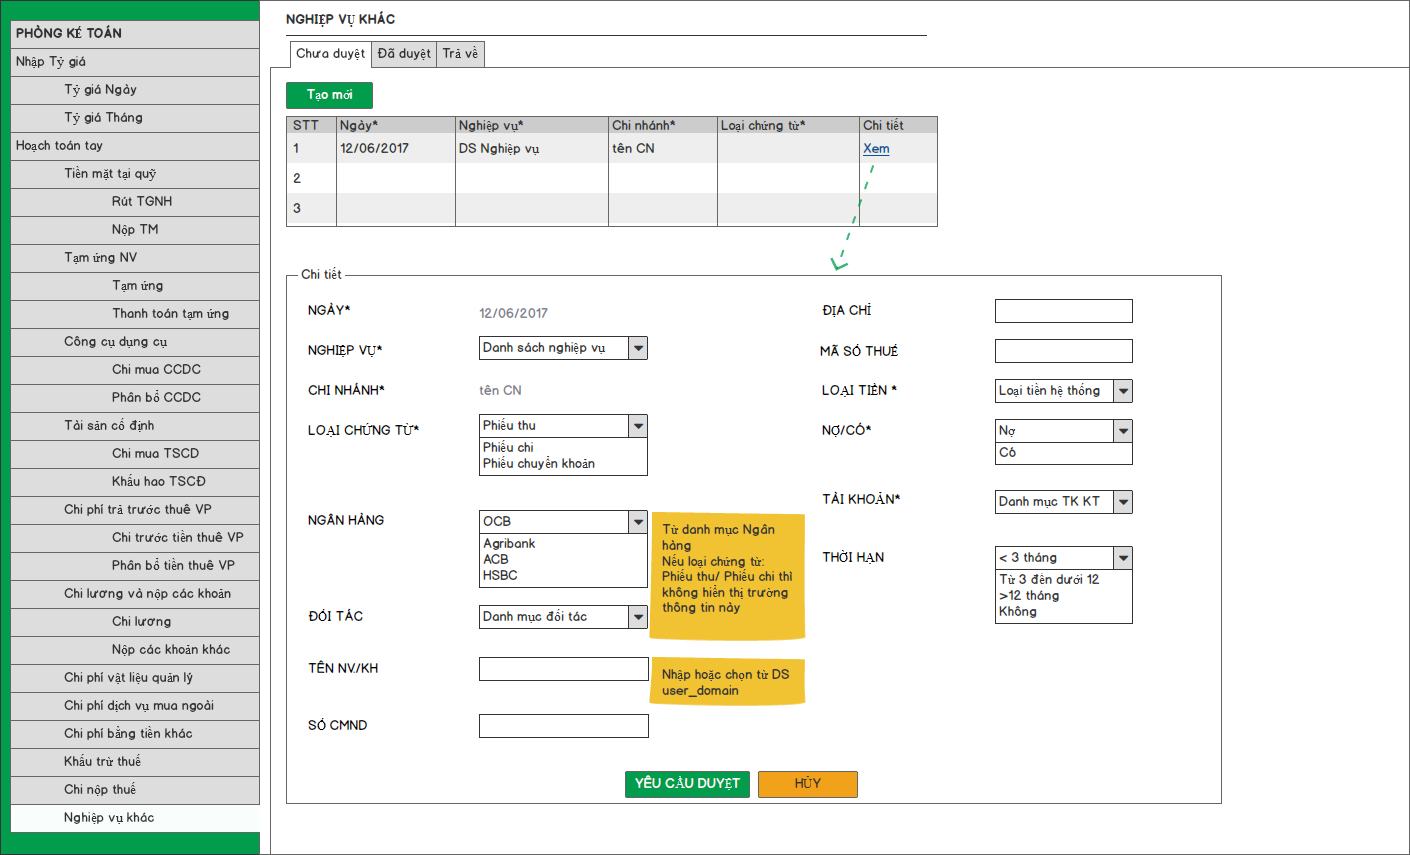 PHÒNG KẾ TOÁN
Nhập Tỷ giá
Tỷ giá Ngày
Tỷ giá Tháng
Hoạch toán tay
Tiền mặt tại quỹ
Rút TGNH
Nộp TM
Tạm ứng NV
Tạm ứng
Thanh toán tạm ứng
Công cụ dụng cụ
Chi mua CCDC
Phân bổ CCDC
Tài sản cố định
Chi mua TSCD
Khấu hao TSCĐ
Chi phí trả trước thuê VP
Chi trước tiền thuê VP
Phân bổ tiền thuê VP
Chi lương và nộp các khoản
Chi lương
Nộp các khoản khác
Chi phí vật liệu quản lý
Chi phí dịch vụ mua ngoài
Chi phí bằng tiền khác
Khấu trừ thuế
Chi nộp thuế
Nghiệp vụ khác
NGHIỆP VỤ KHÁC
Chưa duyệt Đã duyệt Trả về
Tạo mới
STT Ngày* Nghiệp vụ* Chi nhánh* Loại chứng từ* Chi tiết
1 12/06/2017 DS Nghiệp vụ tên CN Xem
2
3
Chi tiết
NGÀY* 12/06/2017
NGHIỆP VỤ* Danh sách nghiệp vụ
CHI NHÁNH* tên CN
LOẠI CHỨNG TỪ* Phiếu thu
Phiếu chi
Phiếu chuyển khoản
NGÂN HÀNG OCB
Agribank
ACB
HSBC
Từ danh mục Ngân
hàng
Nếu loại chứng từ:
Phiếu thu/ Phiếu chi thì
không hiển thị trường
thông tin này
ĐỐI TÁC Danh mục đối tác
TÊN NV/KH
Nhập hoặc chọn từ DS
user_domain
SỐ CMND
ĐỊA CHỈ
MÃ SỐ THUẾ
LOẠI TIỀN * Loại tiền hệ thống
NỢ/CÓ* Nợ
Có
TÀI KHOẢN* Danh mục TK KT
THỜI HẠN < 3 tháng
Từ 3 đến dưới 12
>12 tháng
Không
YÊU CẦU DUYỆT HỦY